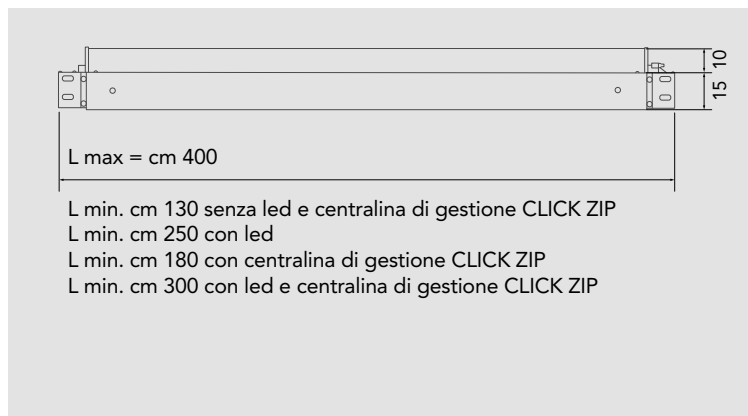 10
15
L max = cm 400
L min. cm 130 senza led e centralina di gestione CLICK ZIP
L min. cm 250 con led
L min. cm 180 con centralina di gestione CLICK ZIP
L min. cm 300 con led e centralina di gestione CLICK ZIP